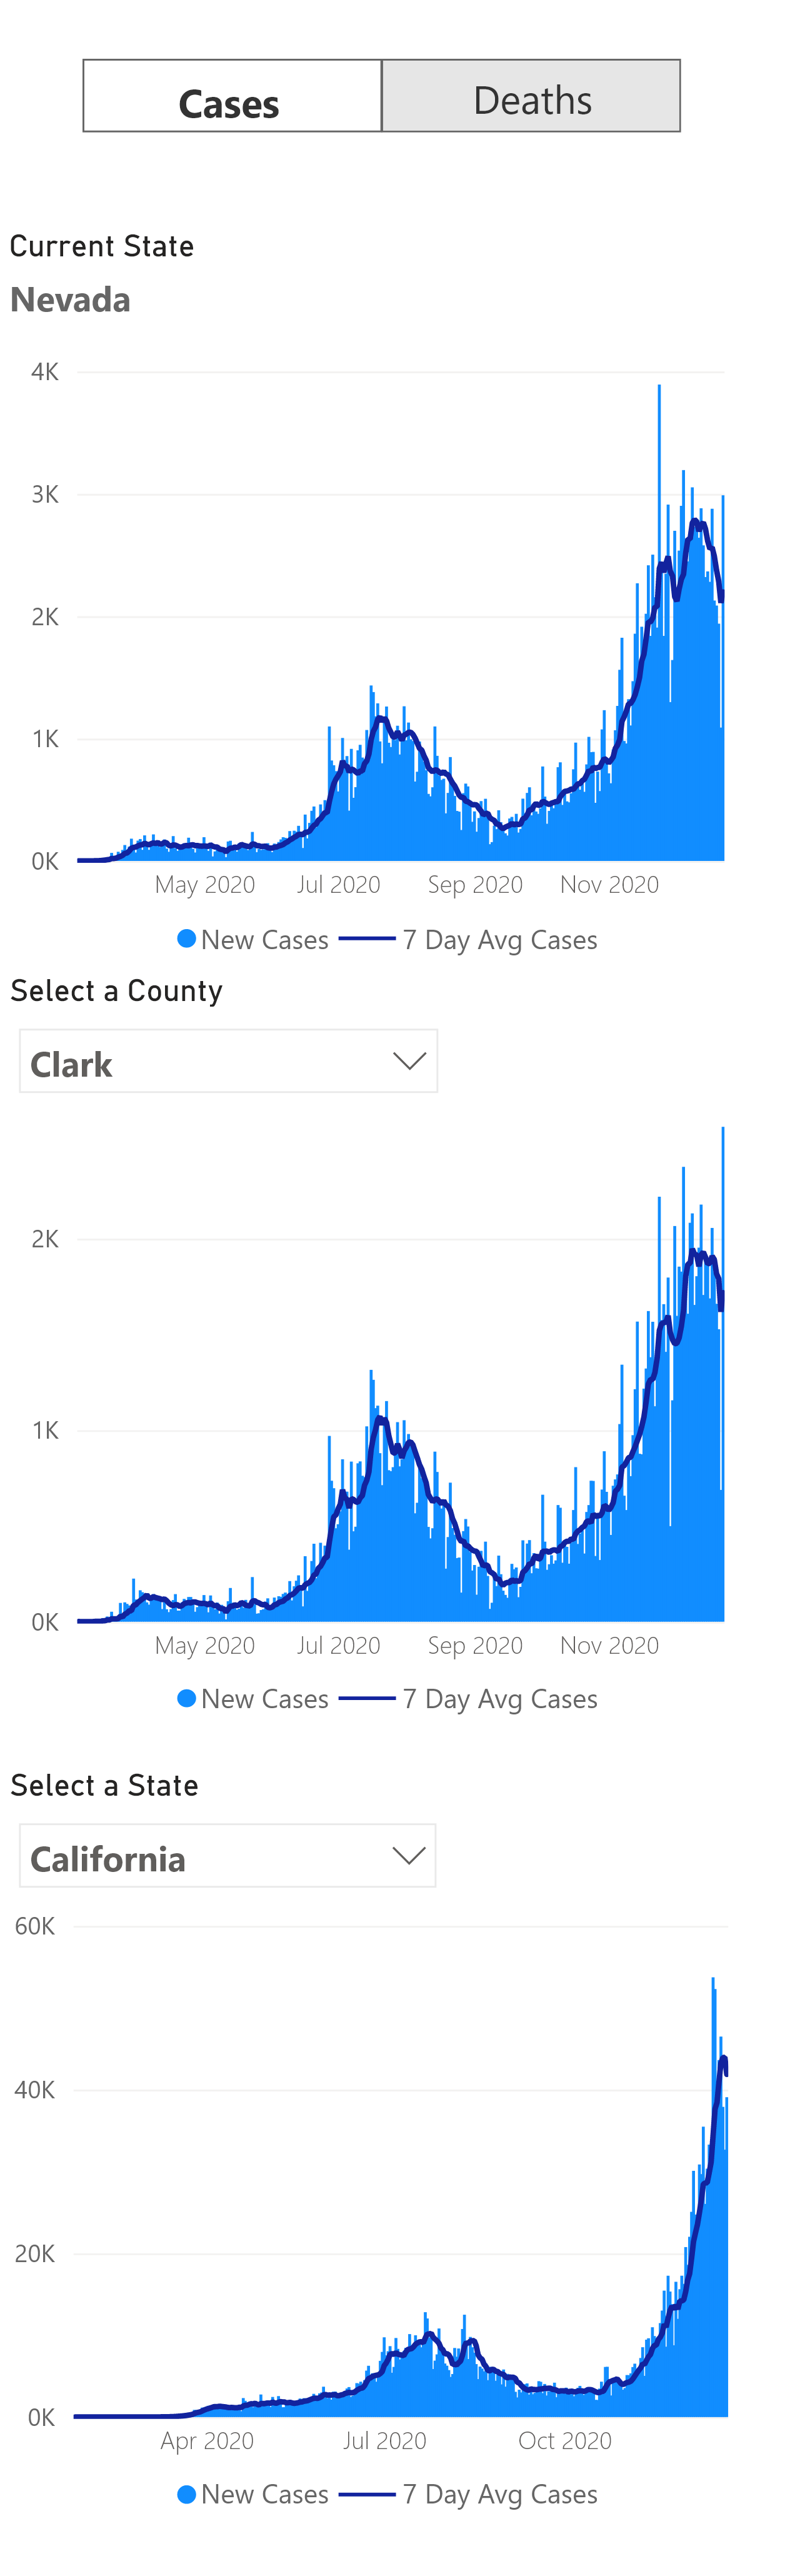 Cases Deaths
Current State
Nevada
4K
3K
2K
1K
0K
May 2020 Jul 2020 Sep 2020 Nov 2020
New Cases 7 Day Avg Cases
Select a County
Clark
2K
1K
0K
May 2020 Jul 2020 Sep 2020 Nov 2020
New Cases 7 Day Avg Cases
Select a State
California
60K
40K
20K
0K
Apr 2020 Jul 2020 Oct 2020
New Cases 7 Day Avg Cases